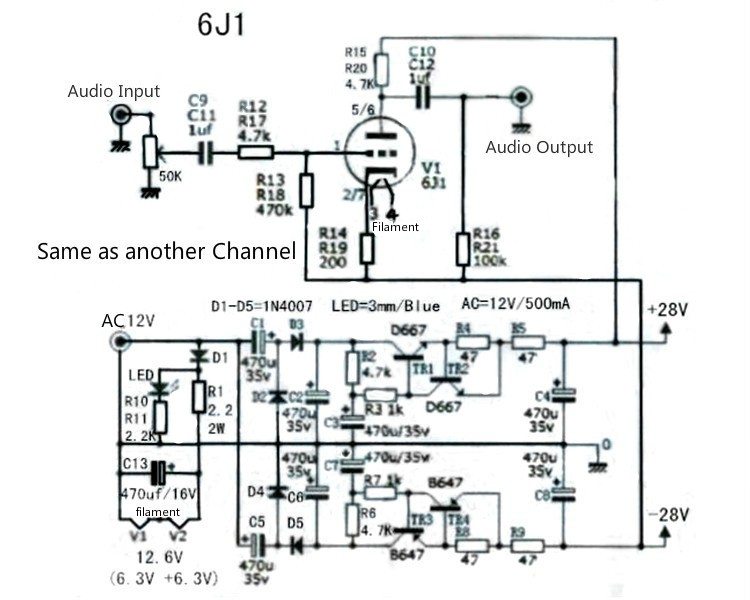 6J1
R15
R20
4.7K
C10
C12
1uf
Audio Input
C9
C11
1uf
R12
R17
4.7k
5/6
1
Audio Output
V1
6J1
50K
R13
R18
470k
2/7
3 4
Filament
R14
R19
200
R16
R21
100k
Same as another Channel
D1-D5=1N4007 LED=3mm/Blue AC=12V/500mA
+28V
AC12V
C1
+
D3
D667
R4
R5
D1
470u
35v
R2
4.7k
TR1
TR2
47
47
LED
R1
2.2
2W
D2
C2
+
470u
35v
R3 1k
D667
C4
+
470u
35v
R10
R11
2.2K
C3
+
470u/35v
0
C13
+
470uf/16V
470u
35v
C7
+
470u/35v
470u
35v
filament
D4
C6
+
R7 1k
B647
C8
+
V1
V2
C5
+
D5
R6
4.7K
TR3
TR4
R8
R9
-28V
12.6V
(6.3V +6.3V)
470u
35v
B647
47
47